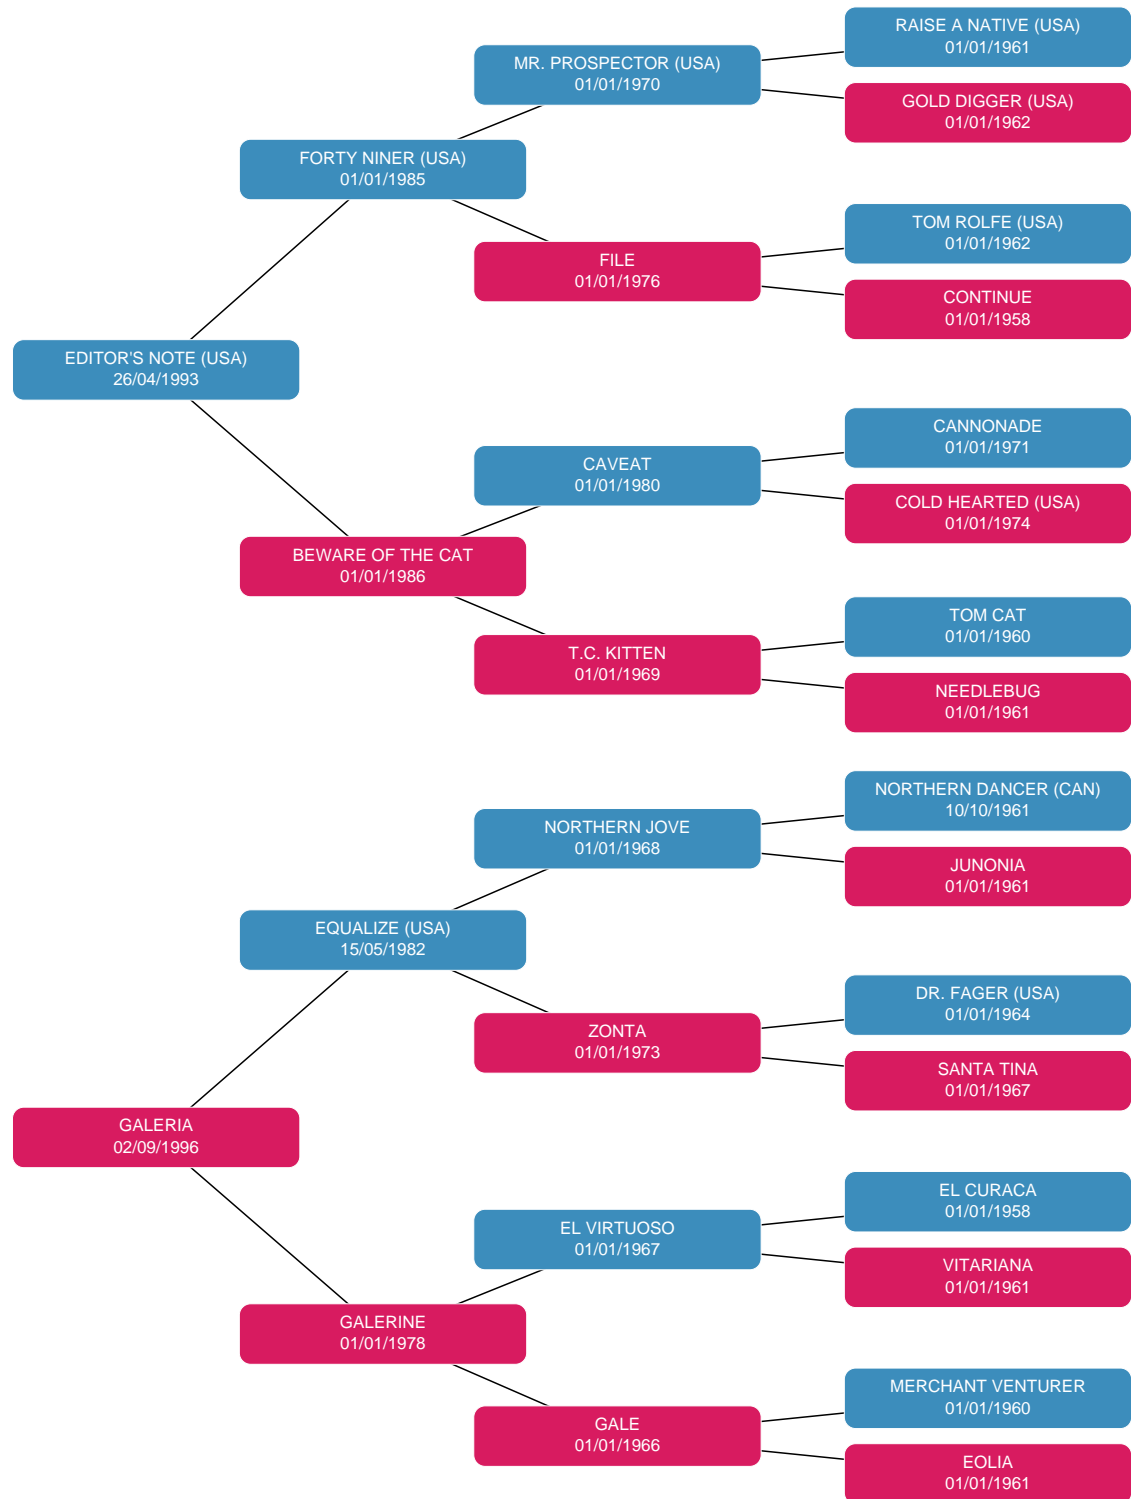 RAISE A NATIVE (USA)
01/01/1961
MR. PROSPECTOR (USA)
01/01/1970
GOLD DIGGER (USA)
01/01/1962
FORTY NINER (USA)
01/01/1985
TOM ROLFE (USA)
01/01/1962
FILE
01/01/1976
CONTINUE
01/01/1958
EDITOR'S NOTE (USA)
26/04/1993
CANNONADE
01/01/1971
CAVEAT
01/01/1980
COLD HEARTED (USA)
01/01/1974
BEWARE OF THE CAT
01/01/1986
TOM CAT
01/01/1960
T.C. KITTEN
01/01/1969
NEEDLEBUG
01/01/1961
NORTHERN DANCER (CAN)
10/10/1961
NORTHERN JOVE
01/01/1968
JUNONIA
01/01/1961
EQUALIZE (USA)
15/05/1982
DR. FAGER (USA)
01/01/1964
ZONTA
01/01/1973
SANTA TINA
01/01/1967
GALERIA
02/09/1996
EL CURACA
01/01/1958
EL VIRTUOSO
01/01/1967
VITARIANA
01/01/1961
GALERINE
01/01/1978
MERCHANT VENTURER
01/01/1960
GALE
01/01/1966
EOLIA
01/01/1961